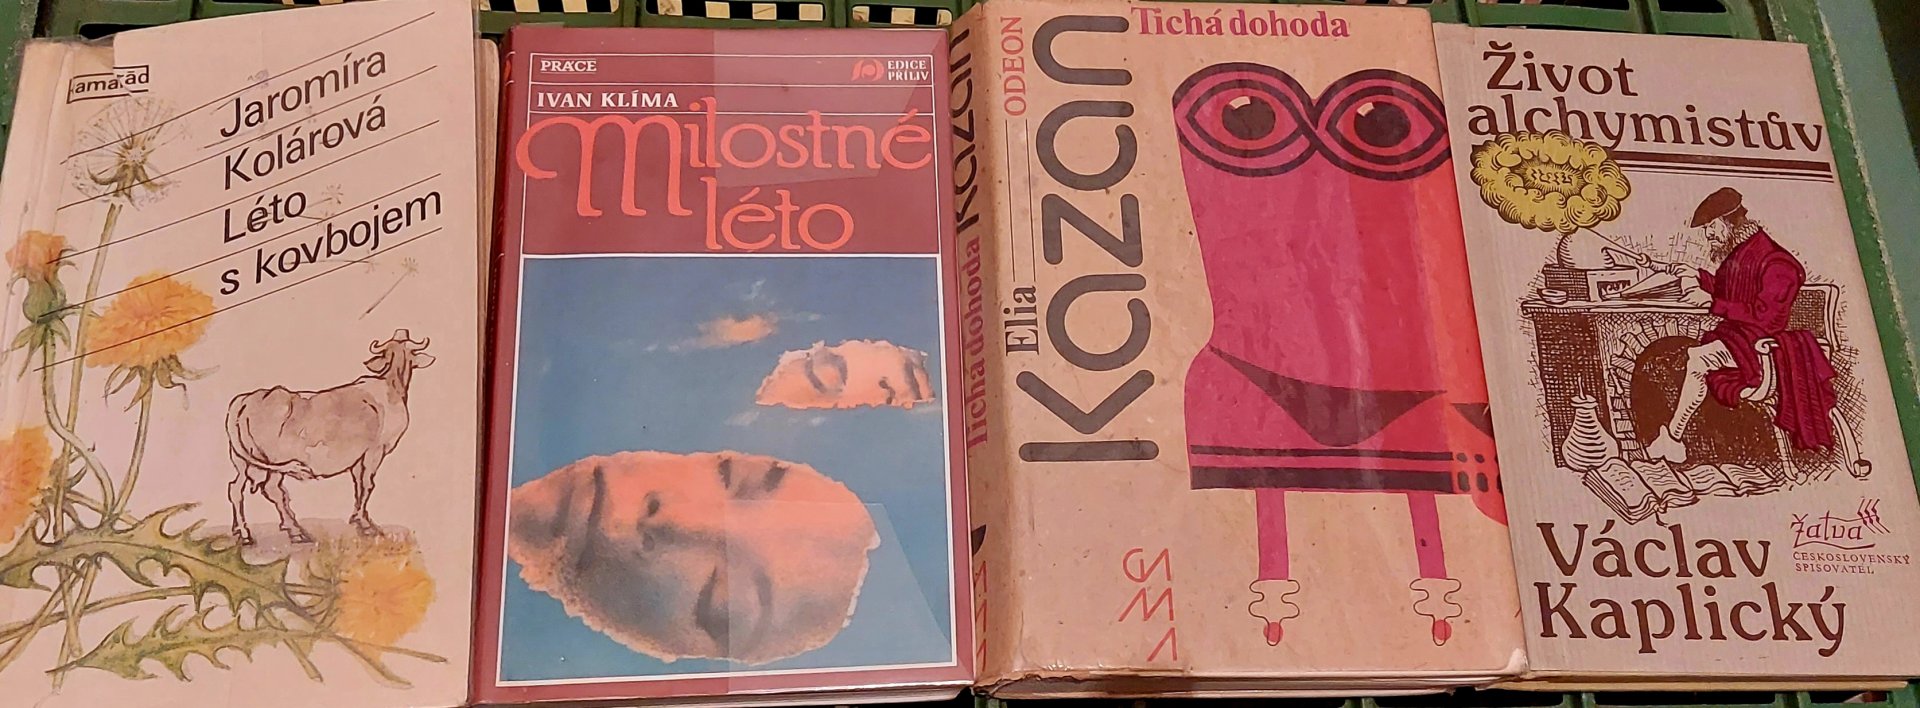 Jaromíra
Kolárová
Léto
s kovbojem
PRÁCE
EDICE
PŘÍLIV
IVAN KLÍMA
Milostné
léto
Tichá dohoda
Kazan
ODEON
Elia
Kazan
Tichá dohoda
Život
alchymistův
Václav
Kaplický
Žatva
ČESKOSLOVENSKÝ
SPISOVATEL